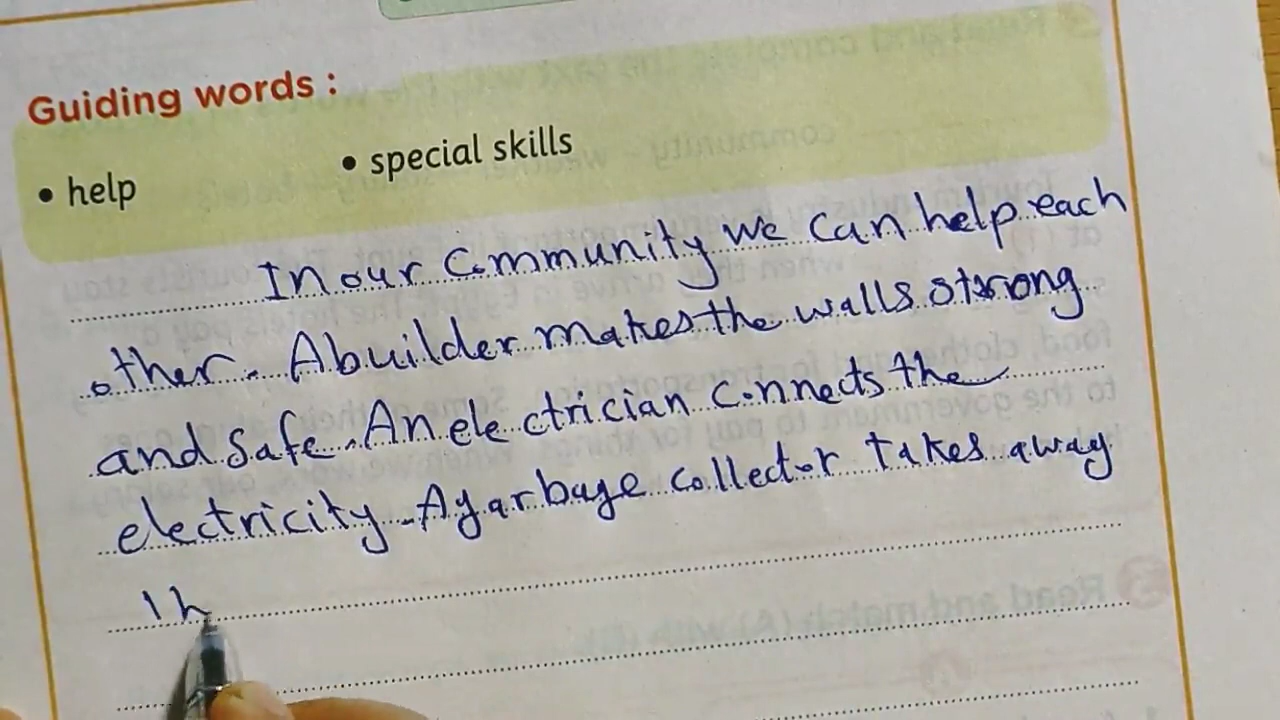 Guiding words :
• help
• special skills
In our community we can help each
other. A builder makes the walls strong
and safe. An electrician connects the
electricity. A garbage collector takes away
th